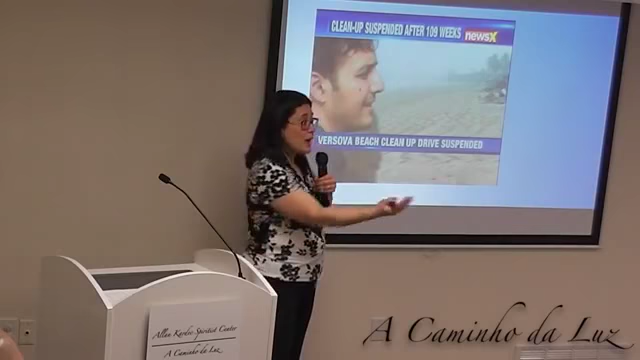 CLEAN-UP SUSPENDED AFTER 109 WEEKS
newsX
VERSOVA BEACH CLEAN UP DRIVE SUSPENDED
Allan Kardec Spiritist Center
A Caminho da Luz
A Caminho da Luz